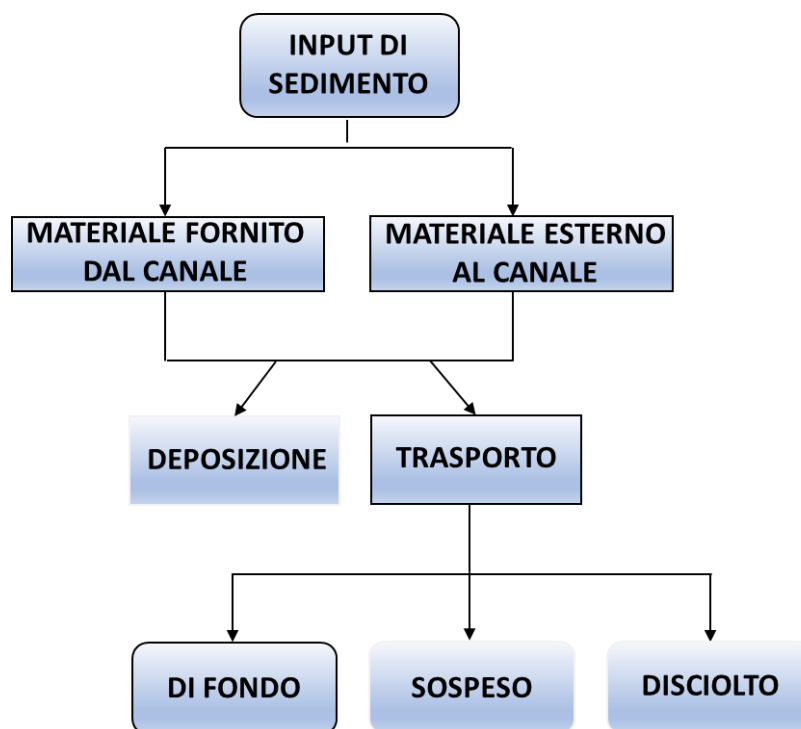 INPUT DI
SEDIMENTO
MATERIALE FORNITO
DAL CANALE
MATERIALE ESTERNO
AL CANALE
DEPOSIZIONE
TRASPORTO
DI FONDO
SOSPESO
DISCIOLTO